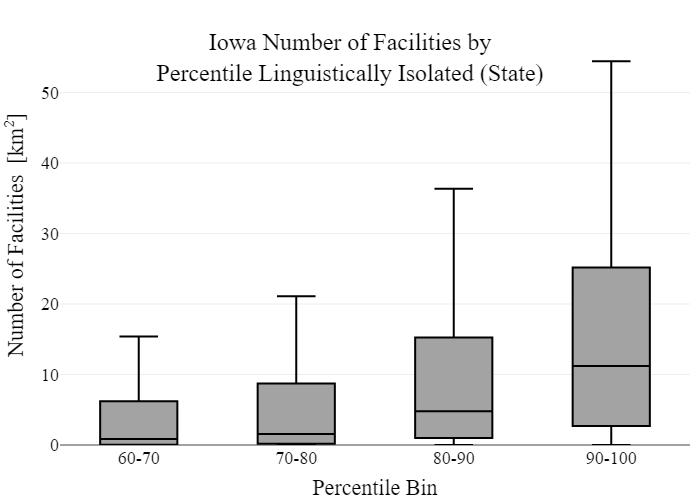 Iowa Number of Facilities by
Percentile Linguistically Isolated (State)
Number of Facilities [km²]
50
40
30
20
10
0
60-70
70-80
80-90
90-100
Percentile Bin